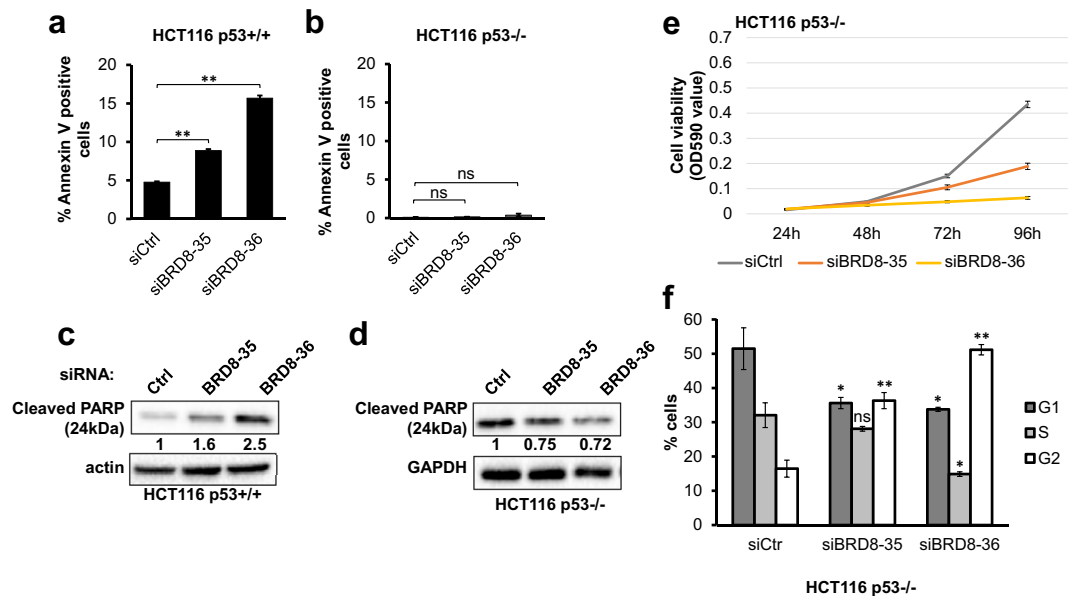 a
HCT116 p53+/+
% Annexin V positive
cells
20
15
10
5
0
**
**
siCtrl
siBRD8-35
siBRD8-36
b
HCT116 p53-/-
% Annexin V positive
cells
20
15
10
5
0
ns
ns
siCtrl
siBRD8-35
siBRD8-36
c
siRNA:
Ctrl
BRD8-35
BRD8-36
Cleaved PARP
(24kDa)
1 1.6 2.5
actin
HCT116 p53+/+
d
Ctrl
BRD8-35
BRD8-36
Cleaved PARP
(24kDa)
1 0.75 0.72
GAPDH
HCT116 p53-/-
e
HCT116 p53-/-
Cell viability
(OD590 value)
0.7
0.6
0.5
0.4
0.3
0.2
0.1
0
24h 48h 72h 96h
siCtrl siBRD8-35 siBRD8-36
f
% cells
60
50
40
30
20
10
0
* ns **
* * **
G1
S
G2
siCtr siBRD8-35 siBRD8-36
HCT116 p53-/-